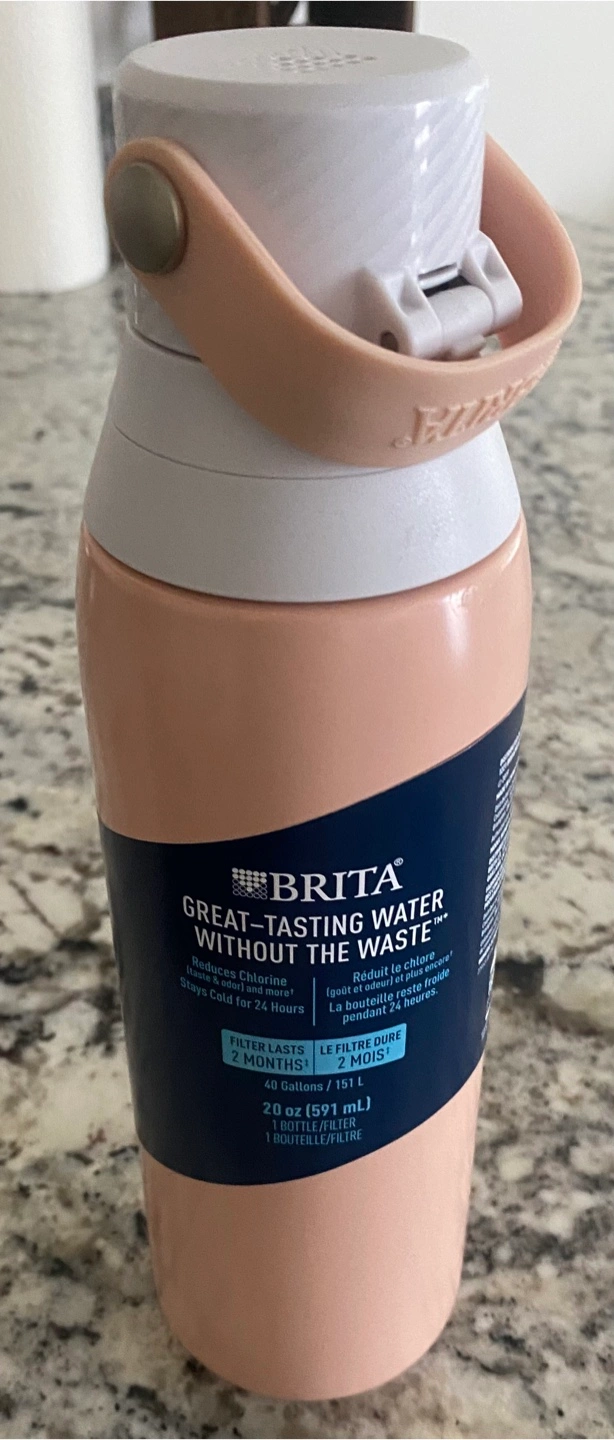 BRITA®
GREAT–TASTING WATER
WITHOUT THE WASTE™*
Reduces Chlorine
(taste & odor) and more†
Stays Cold for 24 Hours
Réduit le chlore
(goût et odeur) et plus encore†
La bouteille reste froide
pendant 24 heures.
FILTER LASTS
2 MONTHS‡
LE FILTRE DURE
2 MOIS‡
40 Gallons / 151 L
20 oz (591 mL)
1 BOTTLE/FILTER
1 BOUTEILLE/FILTRE